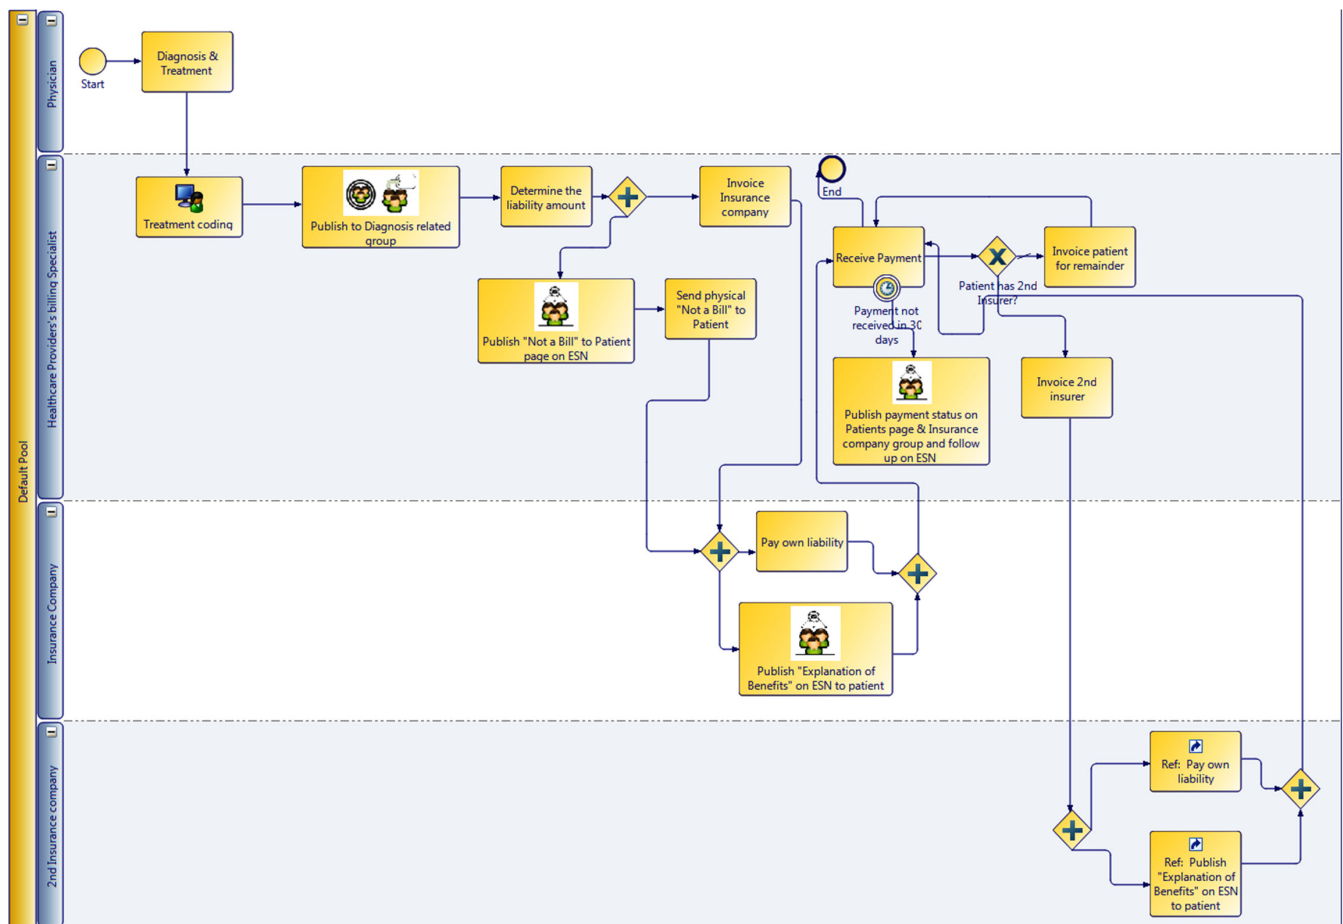 Default Pool
Physician
Start
Diagnosis &
Treatment
Healthcare Providers's billing Specialist
Treatment coding
Publish to Diagnosis related
group
Determine the
liability amount
Invoice
Insurance
company
Publish "Not a Bill" to Patient
page on ESN
Send physical
"Not a Bill" to
Patient
End
Receive Payment
Payment not
received in 30
days
Patient has 2nd
Insurer?
Invoice patient
for remainder
Publish payment status on
Patients page & Insurance
company group and follow
up on ESN
Invoice 2nd
insurer
Insurance Company
Pay own liability
Publish "Explanation of
Benefits" on ESN to patient
2nd Insurance company
Ref: Pay own
liability
Ref: Publish
"Explanation of
Benefits" on ESN
to patient